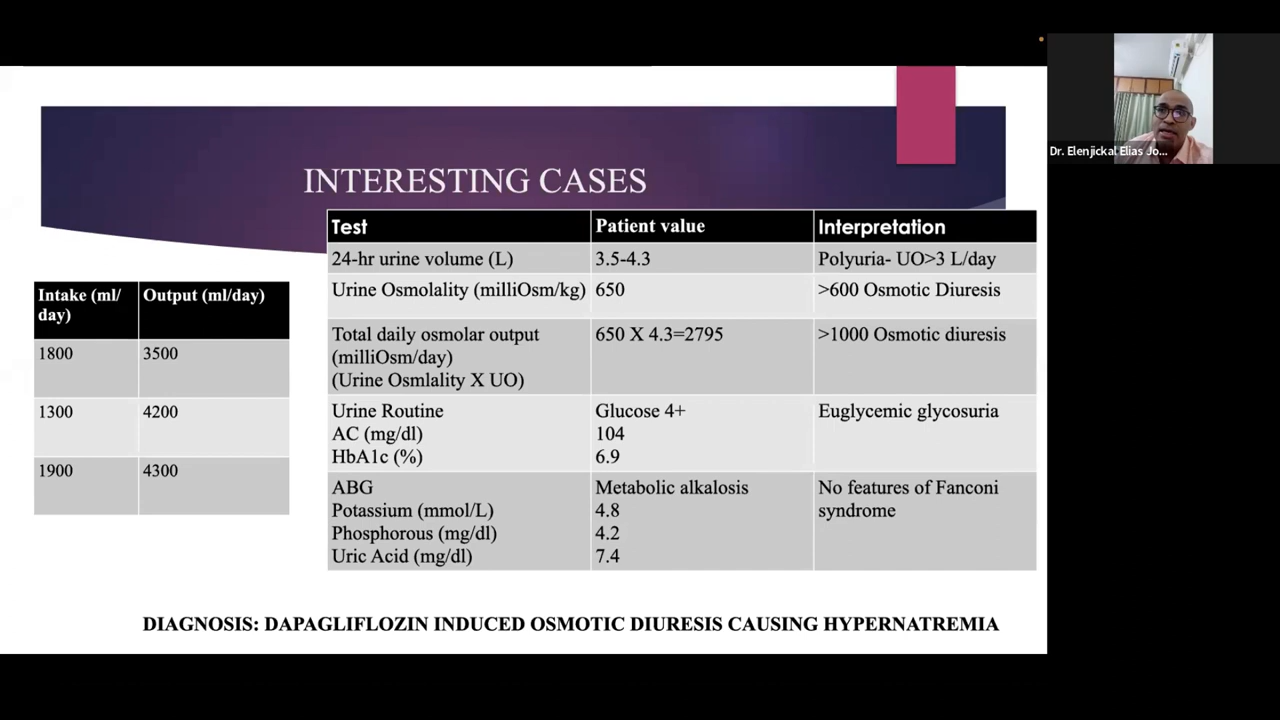 INTERESTING CASES
Intake (ml/
day)
Output (ml/day)
1800 3500
1300 4200
1900 4300
Test Patient value Interpretation
24-hr urine volume (L) 3.5-4.3 Polyuria- UO>3 L/day
Urine Osmolality (milliOsm/kg) 650 >600 Osmotic Diuresis
Total daily osmolar output 650 X 4.3=2795 >1000 Osmotic diuresis
(milliOsm/day)
(Urine Osmlality X UO)
Urine Routine Glucose 4+ Euglycemic glycosuria
AC (mg/dl) 104
HbA1c (%) 6.9
ABG Metabolic alkalosis No features of Fanconi
Potassium (mmol/L) 4.8 syndrome
Phosphorous (mg/dl) 4.2
Uric Acid (mg/dl) 7.4
DIAGNOSIS: DAPAGLIFLOZIN INDUCED OSMOTIC DIURESIS CAUSING HYPERNATREMIA
Dr. Elenjickal Elias Jo...